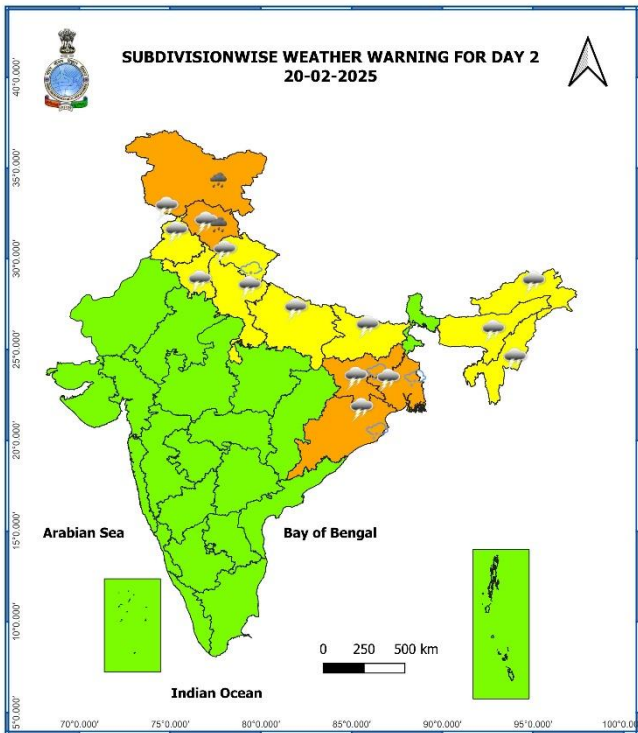 SUBDIVISIONWISE WEATHER WARNING FOR DAY 2
20-02-2025
40°0.000'
35°0.000'
30°0.000'
25°0.000'
20°0.000'
15°0.000'
10°0.000'
5°0.000'
Arabian Sea
Bay of Bengal
0 250 500 km
Indian Ocean
70°0.000' 75°0.000' 80°0.000' 85°0.000' 90°0.000' 95°0.000' 100°0.00